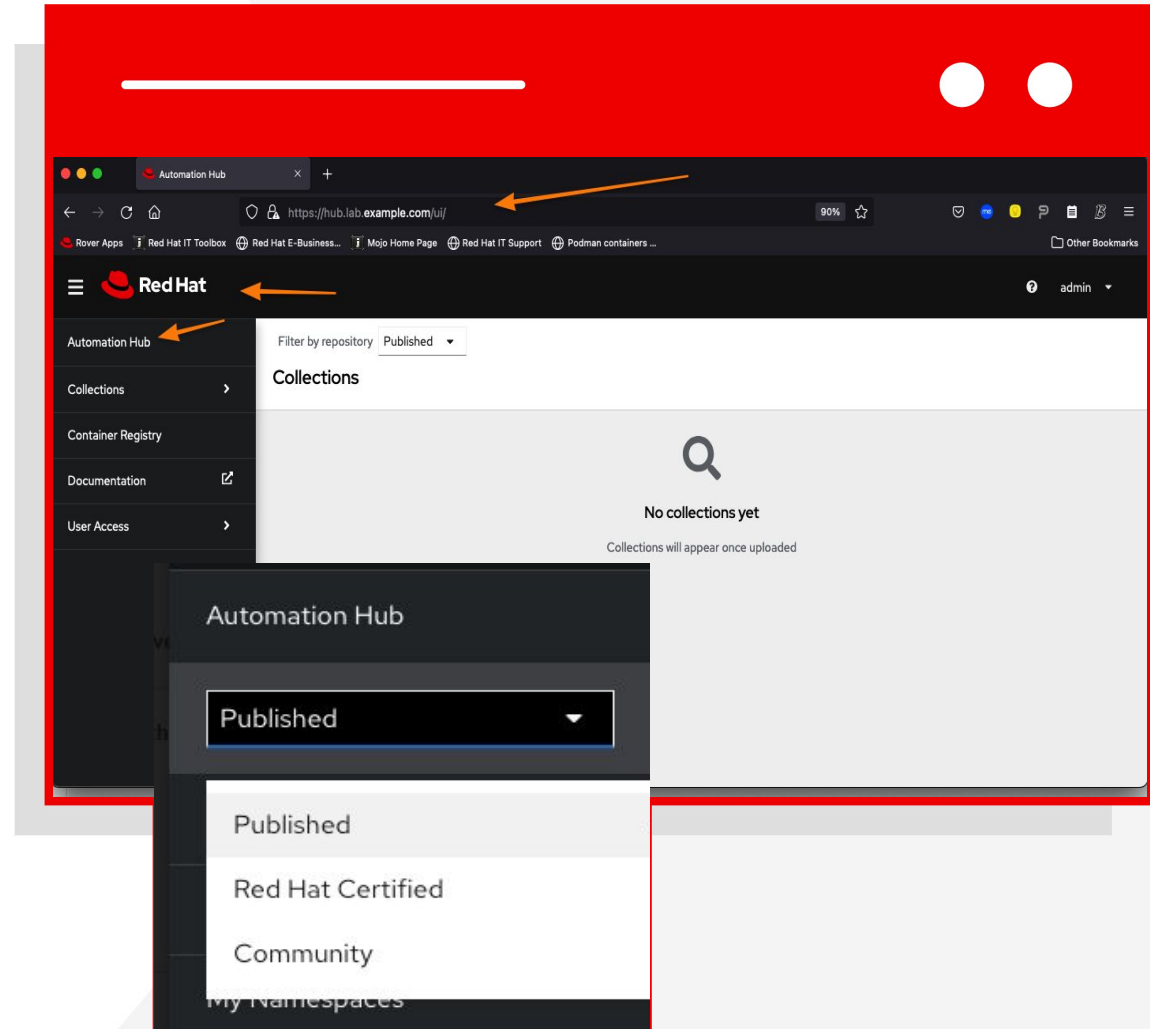 Automation Hub
https://hub.lab.example.com/ui/
90%
Rover Apps Red Hat IT Toolbox Red Hat E-Business... Mojo Home Page Red Hat IT Support Podman containers ... Other Bookmarks
Red Hat
admin
Automation Hub
Filter by repository Published
Collections
Collections
Container Registry
Documentation
User Access
No collections yet
Collections will appear once uploaded
Automation Hub
Published
Published
Red Hat Certified
Community
My Namespaces